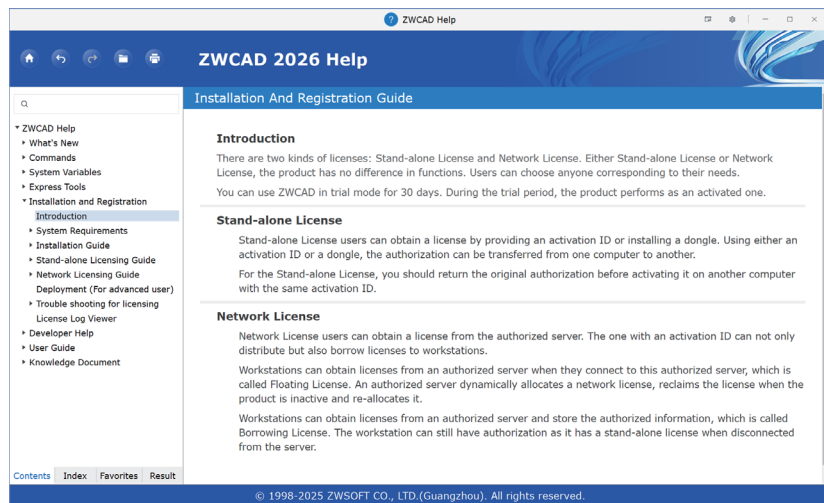 ZWCAD Help
ZWCAD 2026 Help
Installation And Registration Guide
ZWCAD Help
What's New
Commands
System Variables
Express Tools
Installation and Registration
Introduction
System Requirements
Installation Guide
Stand-alone Licensing Guide
Network Licensing Guide
Deployment (For advanced user)
Trouble shooting for licensing
License Log Viewer
Developer Help
User Guide
Knowledge Document
Contents Index Favorites Result
Introduction
There are two kinds of licenses: Stand-alone License and Network License. Either Stand-alone License or Network
License, the product has no difference in functions. Users can choose anyone corresponding to their needs.
You can use ZWCAD in trial mode for 30 days. During the trial period, the product performs as an activated one.
Stand-alone License
Stand-alone License users can obtain a license by providing an activation ID or installing a dongle. Using either an
activation ID or a dongle, the authorization can be transferred from one computer to another.
For the Stand-alone License, you should return the original authorization before activating it on another computer
with the same activation ID.
Network License
Network License users can obtain a license from the authorized server. The one with an activation ID can not only
distribute but also borrow licenses to workstations.
Workstations can obtain licenses from an authorized server when they connect to this authorized server, which is
called Floating License. An authorized server dynamically allocates a network license, reclaims the license when the
product is inactive and re-allocates it.
Workstations can obtain licenses from an authorized server and store the authorized information, which is called
Borrowing License. The workstation can still have authorization as it has a stand-alone license when disconnected
from the server.
© 1998-2025 ZWSOFT CO., LTD.(Guangzhou). All rights reserved.